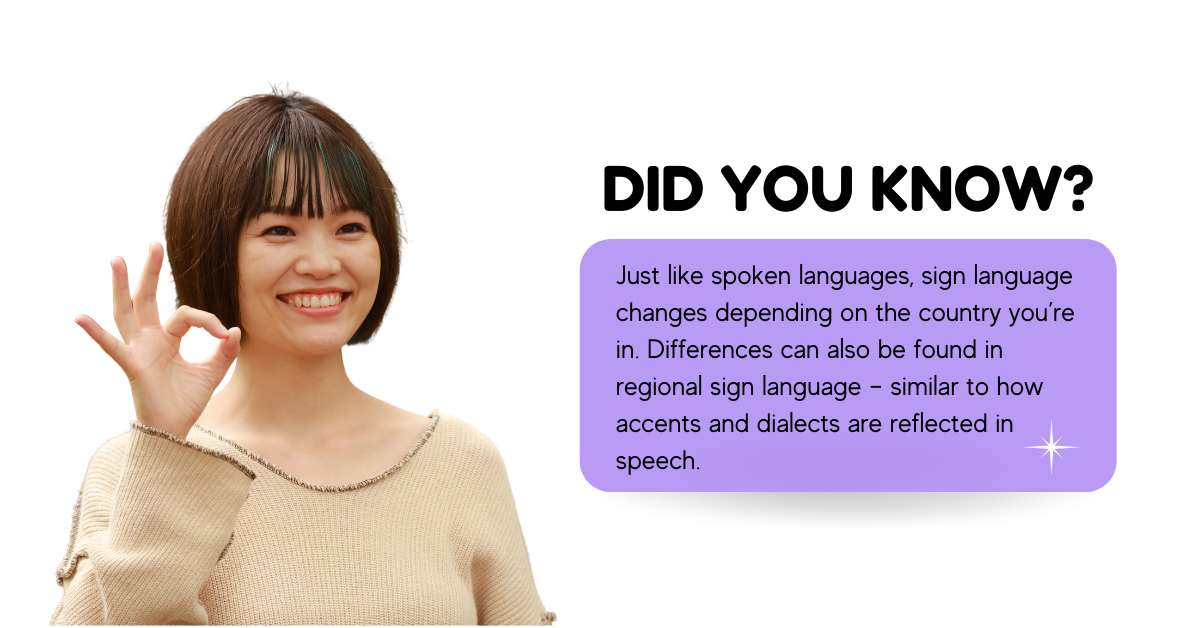 DID YOU KNOW?
Just like spoken languages, sign language
changes depending on the country you’re
in. Differences can also be found in
regional sign language – similar to how
accents and dialects are reflected in
speech.